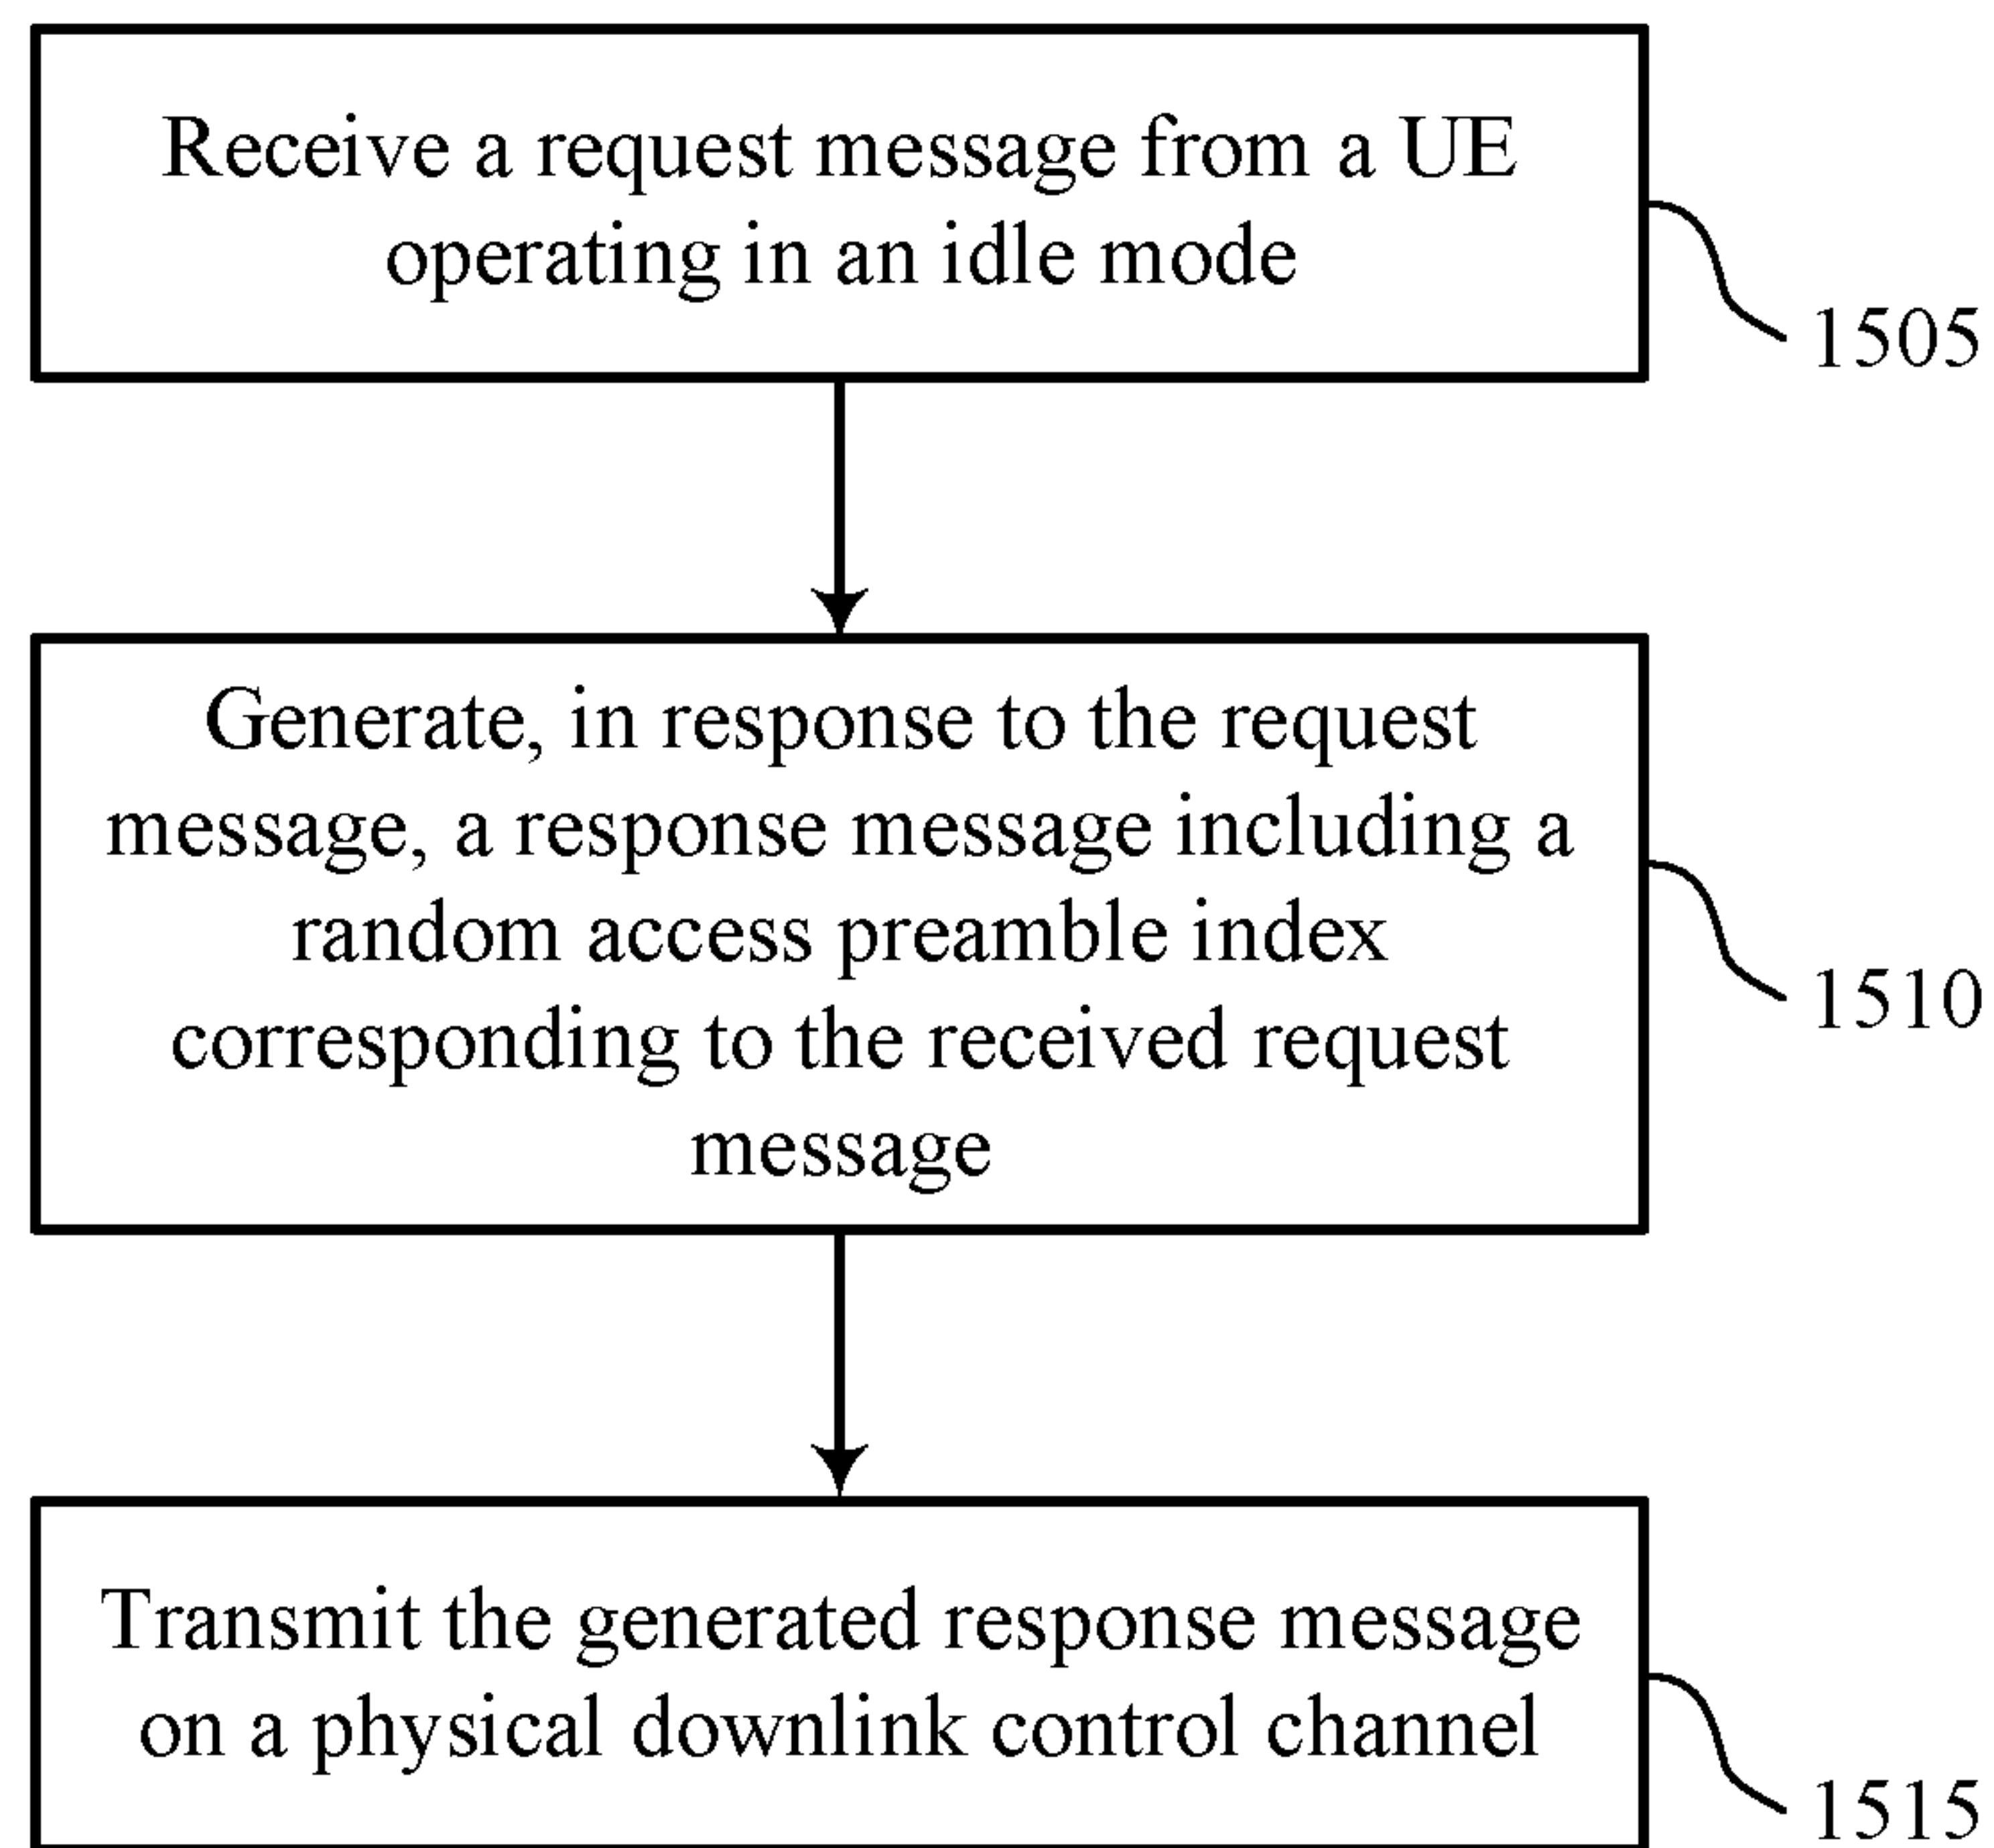 Receive a request message from a UE
operating in an idle mode
1505
Generate, in response to the request
message, a response message including a
random access preamble index
corresponding to the received request
message
1510
Transmit the generated response message
on a physical downlink control channel
1515